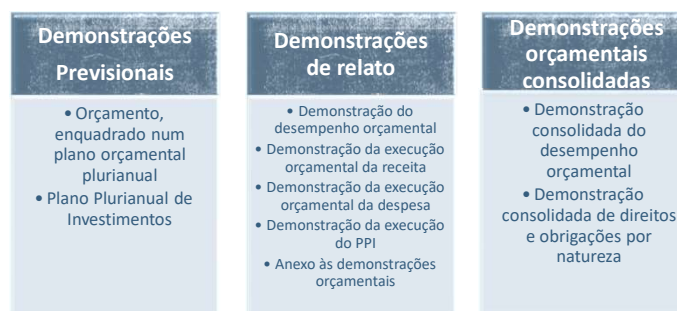 Demonstrações
Previsionais
• Orçamento,
enquadrado num
plano orçamental
plurianual
• Plano Plurianual de
Investimentos
Demonstrações
de relato
• Demonstração do
desempenho orçamental
• Demonstração da execução
orçamental da receita
• Demonstração da execução
orçamental da despesa
• Demonstração da execução
do PPI
• Anexo às demonstrações
orçamentais
Demonstrações
orçamentais
consolidadas
• Demonstração
consolidada do
desempenho
orçamental
• Demonstração
consolidada de direitos
e obrigações por
natureza